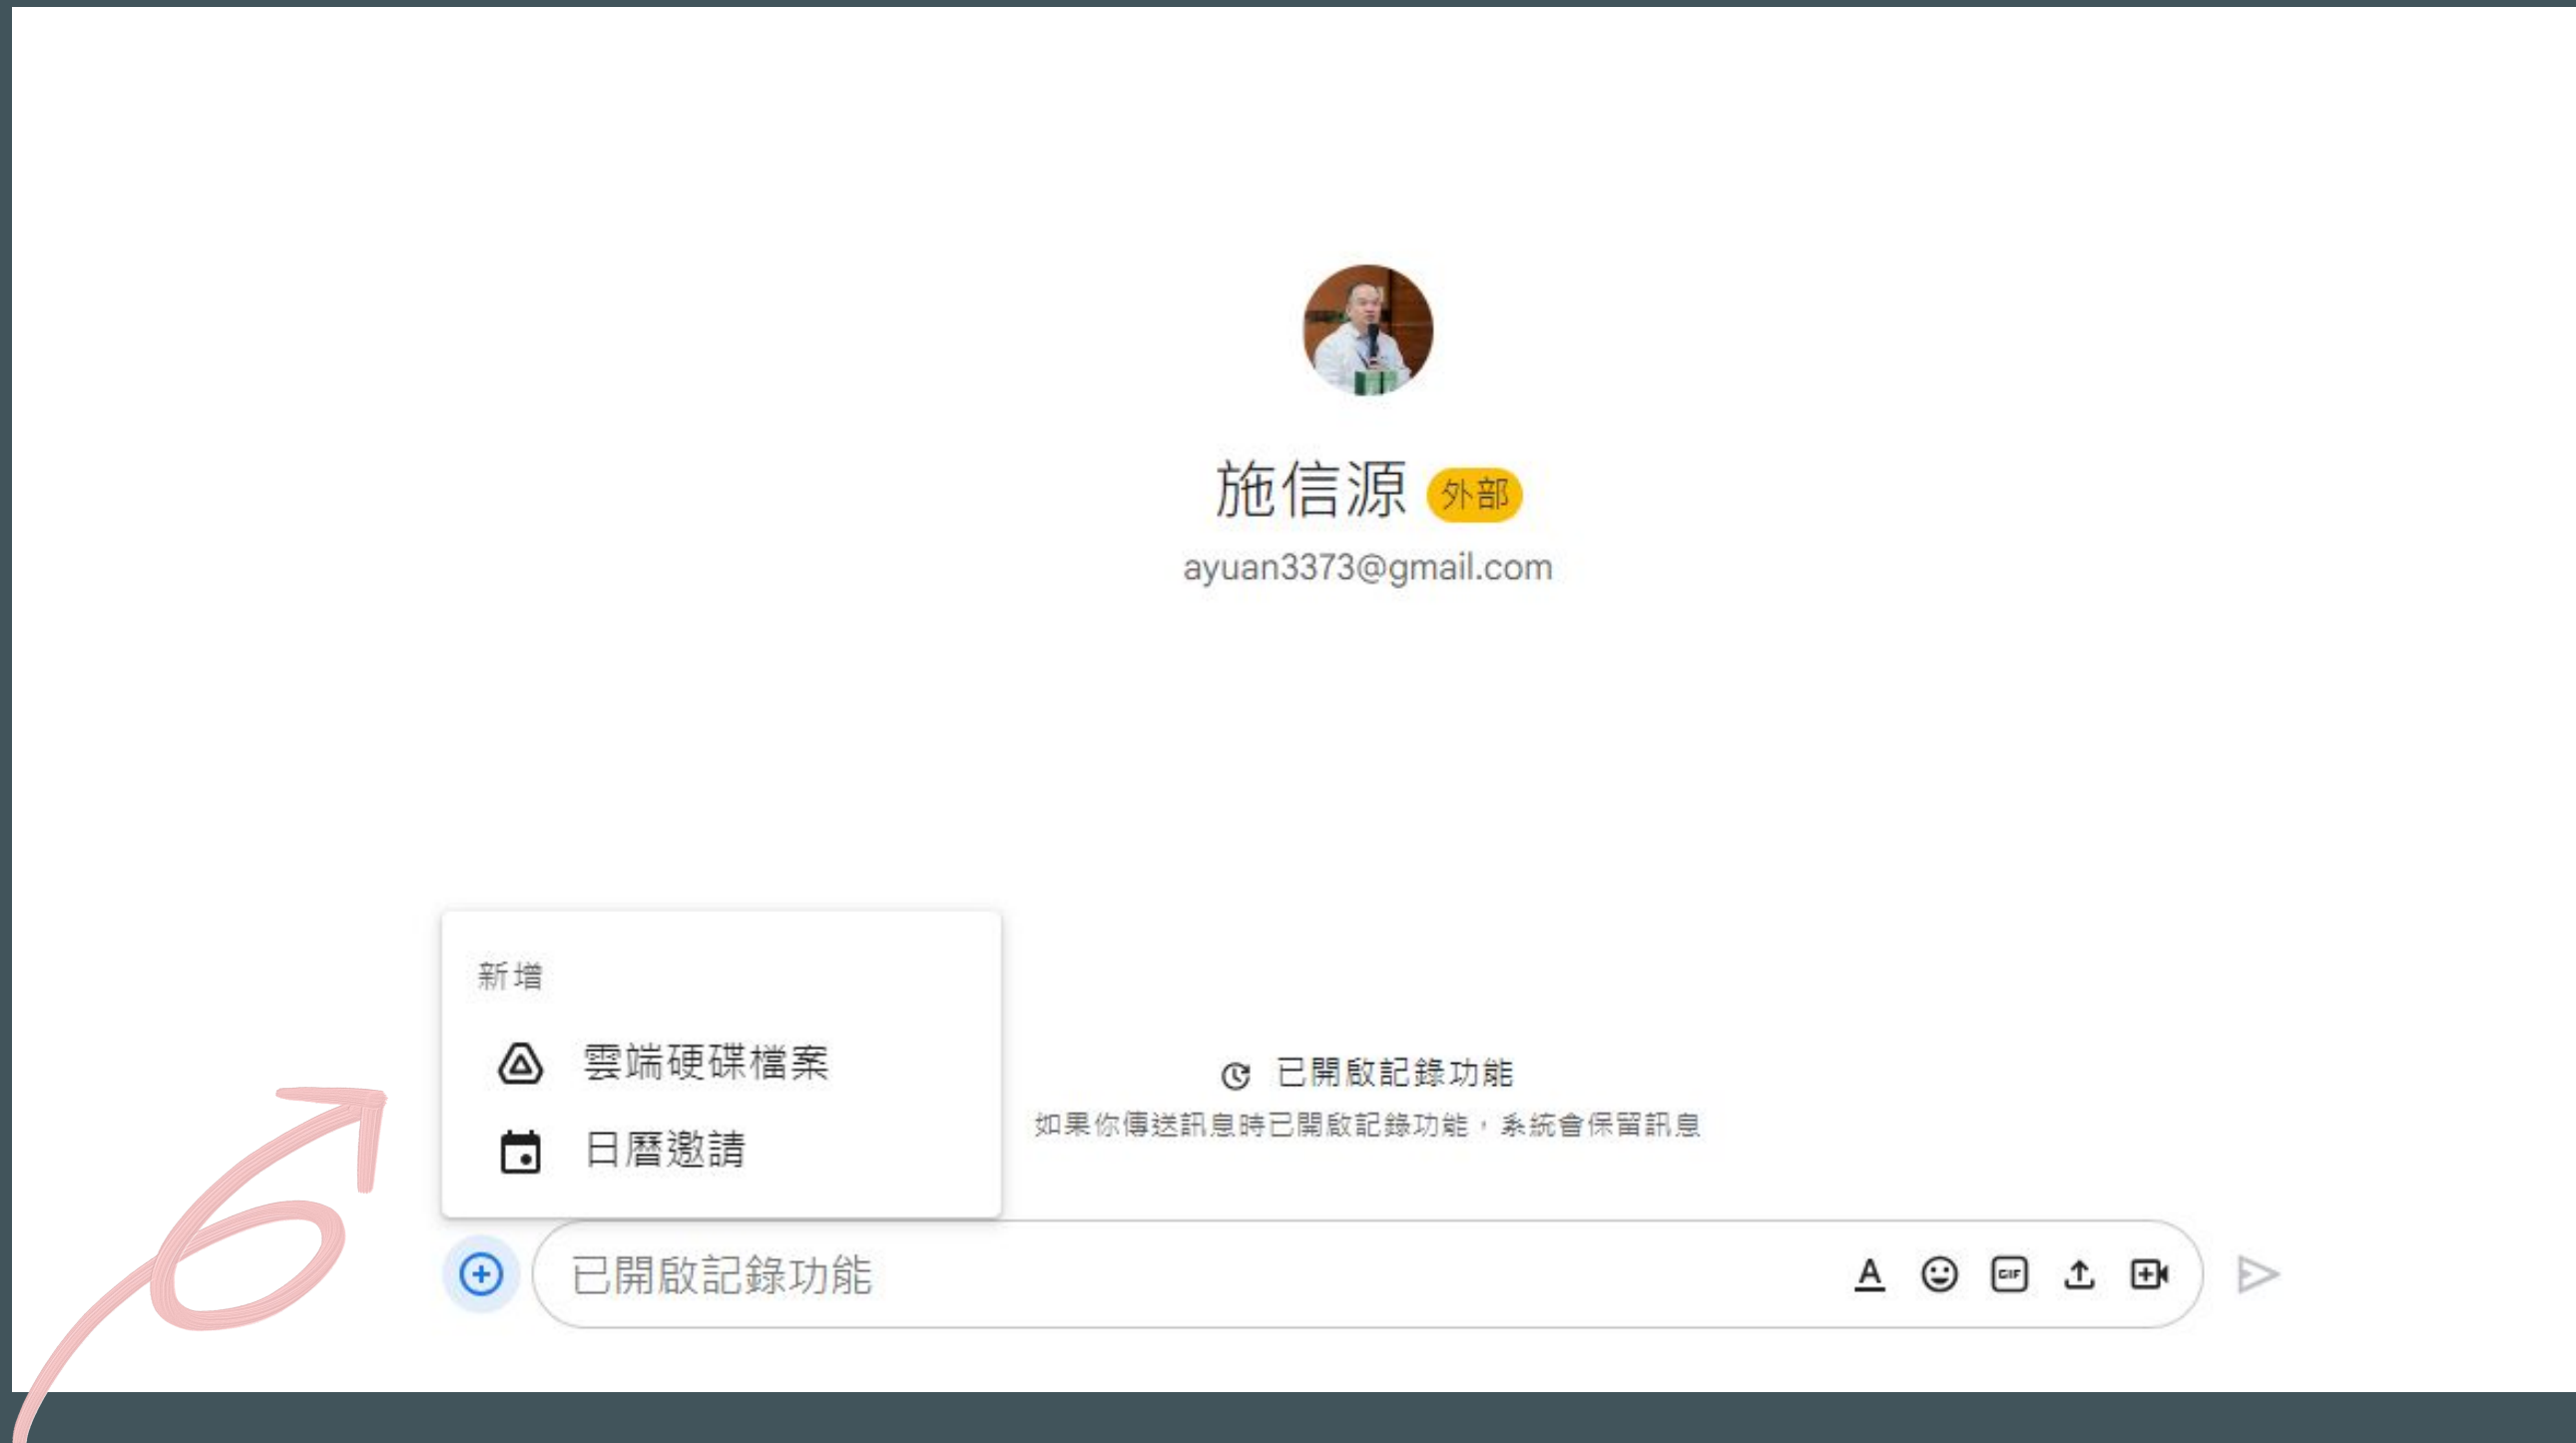 施信源 外部
ayuan3373@gmail.com
新增
雲端硬碟檔案
日曆邀請
已開啟記錄功能
如果你傳送訊息時已開啟記錄功能，系統會保留訊息
已開啟記錄功能
A
GIF